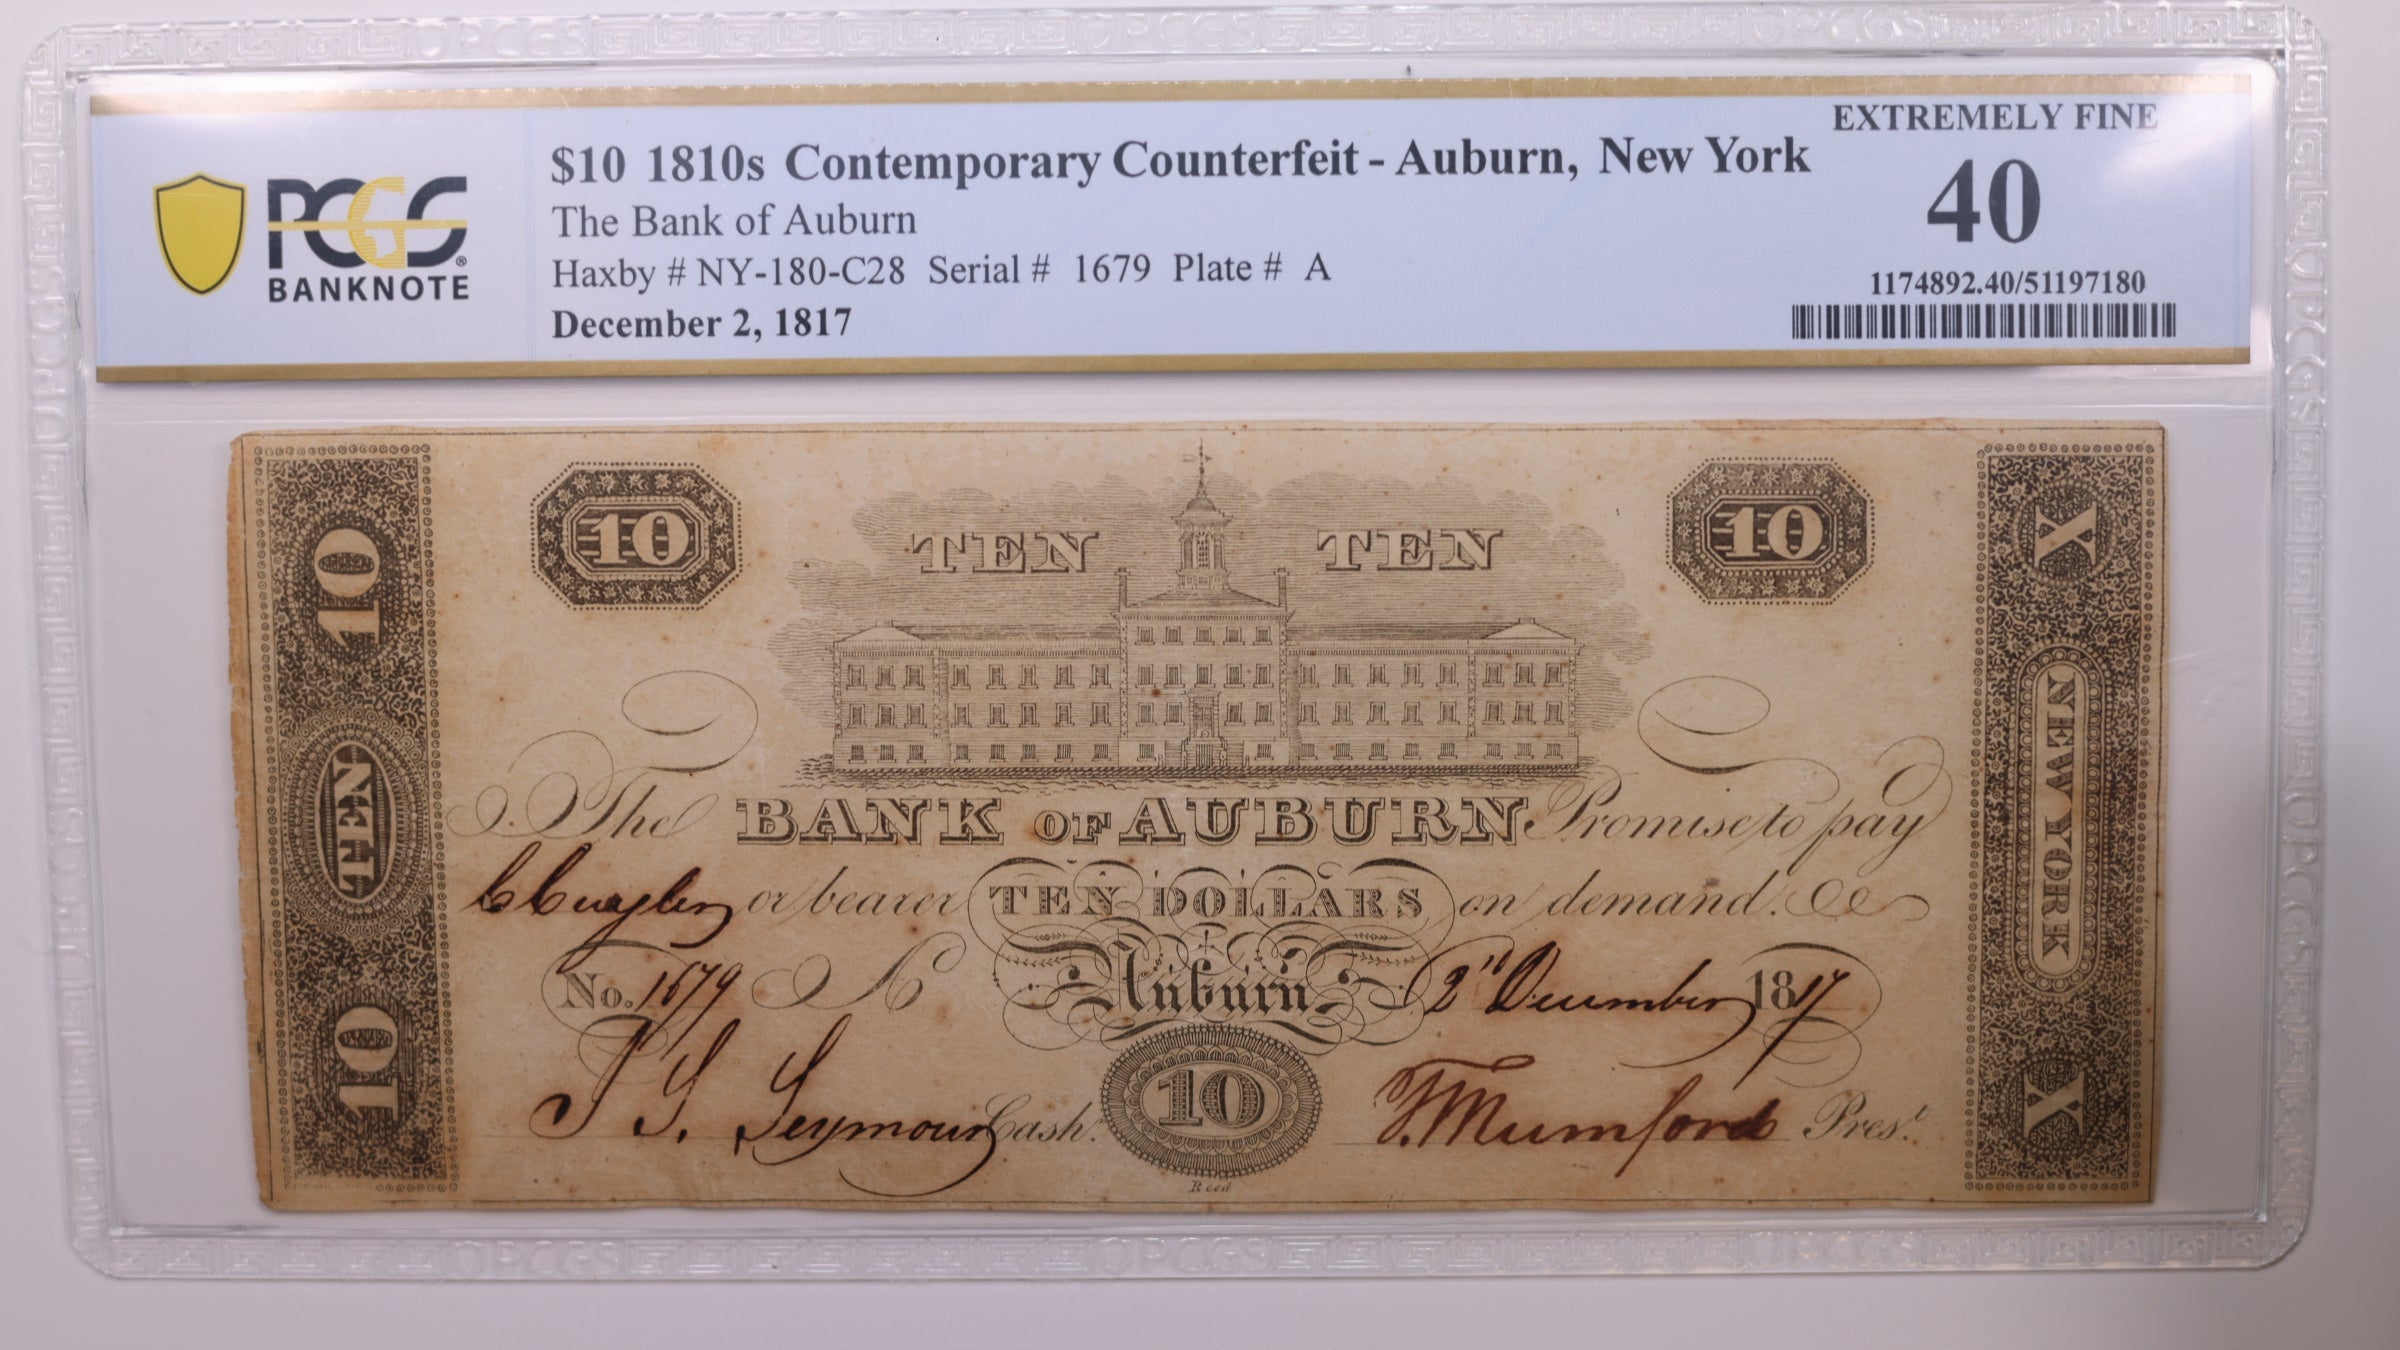 $10 1810s Contemporary Counterfeit - Auburn, New York
The Bank of Auburn
Haxby # NY-180-C28 Serial # 1679 Plate # A
December 2, 1817
PCGS®
BANKNOTE
EXTREMELY FINE
40
1174892.40/51197180
10 TEN 10
10
TEN TEN
10
X NEW YORK X
The BANK OF AUBURN Promise to pay
or bearer TEN DOLLARS on demand. &c
No. 1679 A Auburn 2nd December 1817
J. S. Seymour Cash. 10 T. Mumford Prest.
Reed